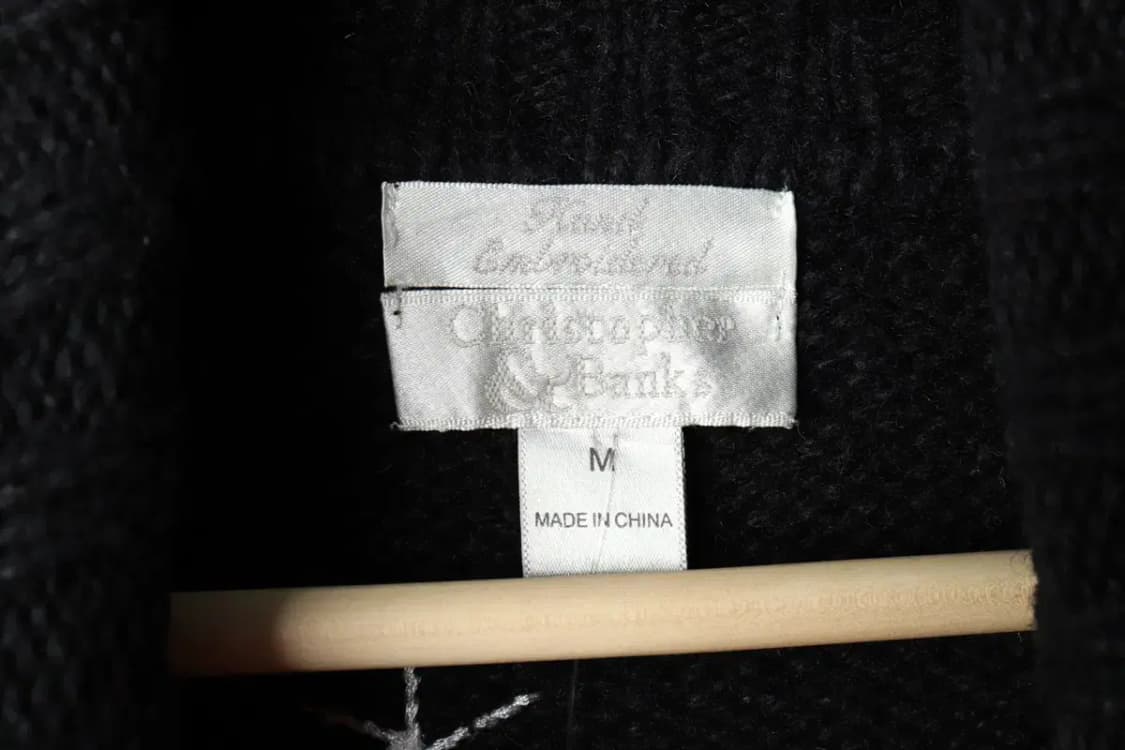 Hand
Embroidered
Christopher
& Banks
M
MADE IN CHINA